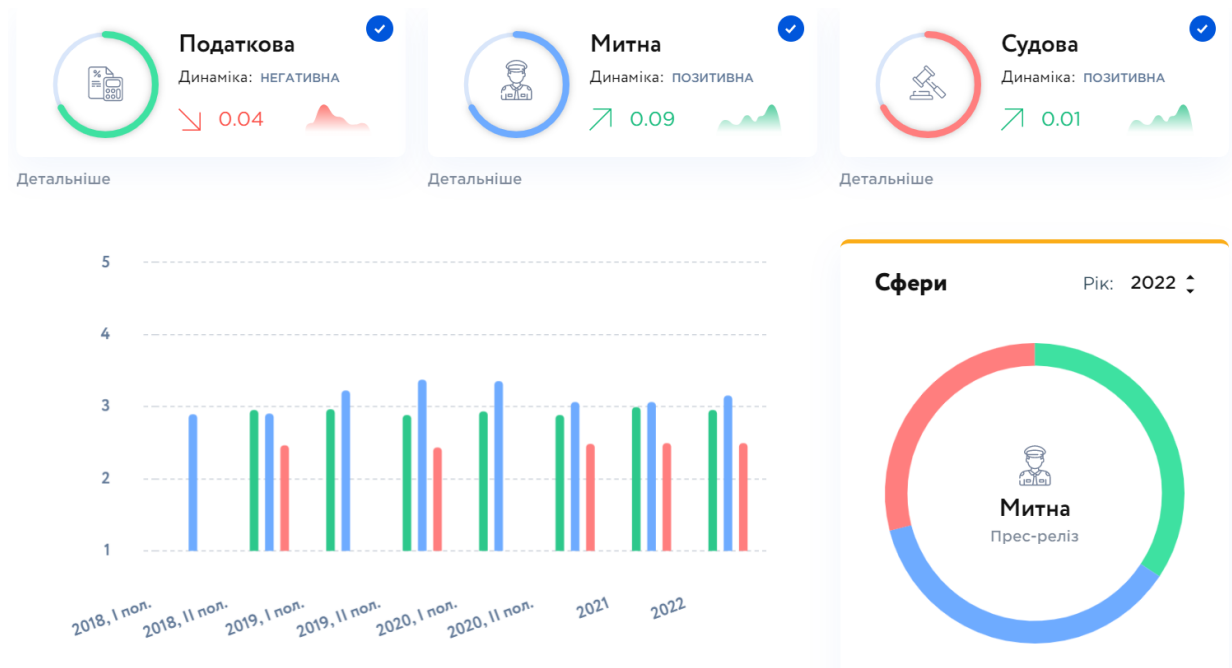 Податкова
Динаміка: НЕГАТИВНА
0.04
Детальніше
Митна
Динаміка: ПОЗИТИВНА
0.09
Детальніше
Судова
Динаміка: ПОЗИТИВНА
0.01
Детальніше
5
4
3
2
1
2018, I пол.
2018, II пол.
2019, I пол.
2019, II пол.
2020, I пол.
2020, II пол.
2021
2022
Сфери
Рік: 2022
Митна
Прес-реліз